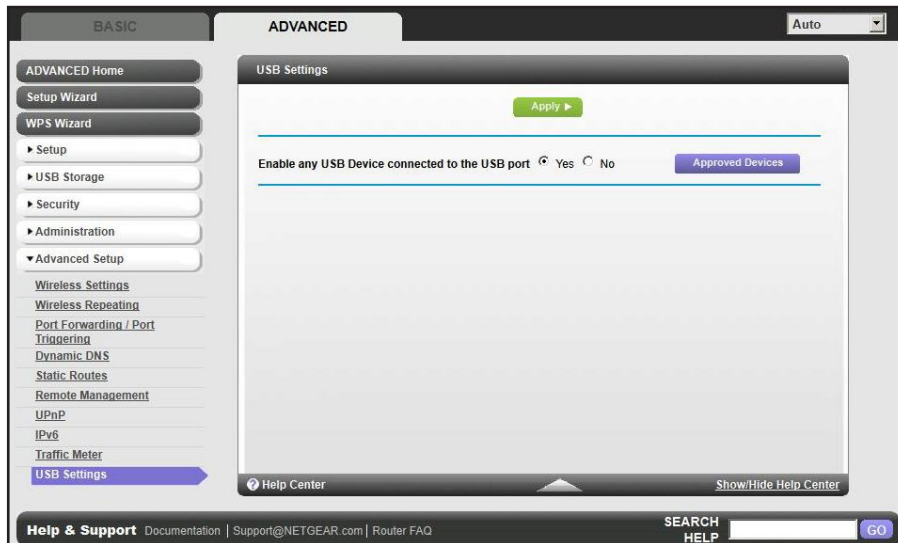 BASIC
ADVANCED
Auto
ADVANCED Home
Setup Wizard
WPS Wizard
Setup
USB Storage
Security
Administration
Advanced Setup
Wireless Settings
Wireless Repeating
Port Forwarding / Port
Triggering
Dynamic DNS
Static Routes
Remote Management
UPnP
IPv6
Traffic Meter
USB Settings
USB Settings
Apply
Enable any USB Device connected to the USB port Yes No
Approved Devices
Help Center
Show/Hide Help Center
Help & Support Documentation | Support@NETGEAR.com | Router FAQ
SEARCH
HELP
GO